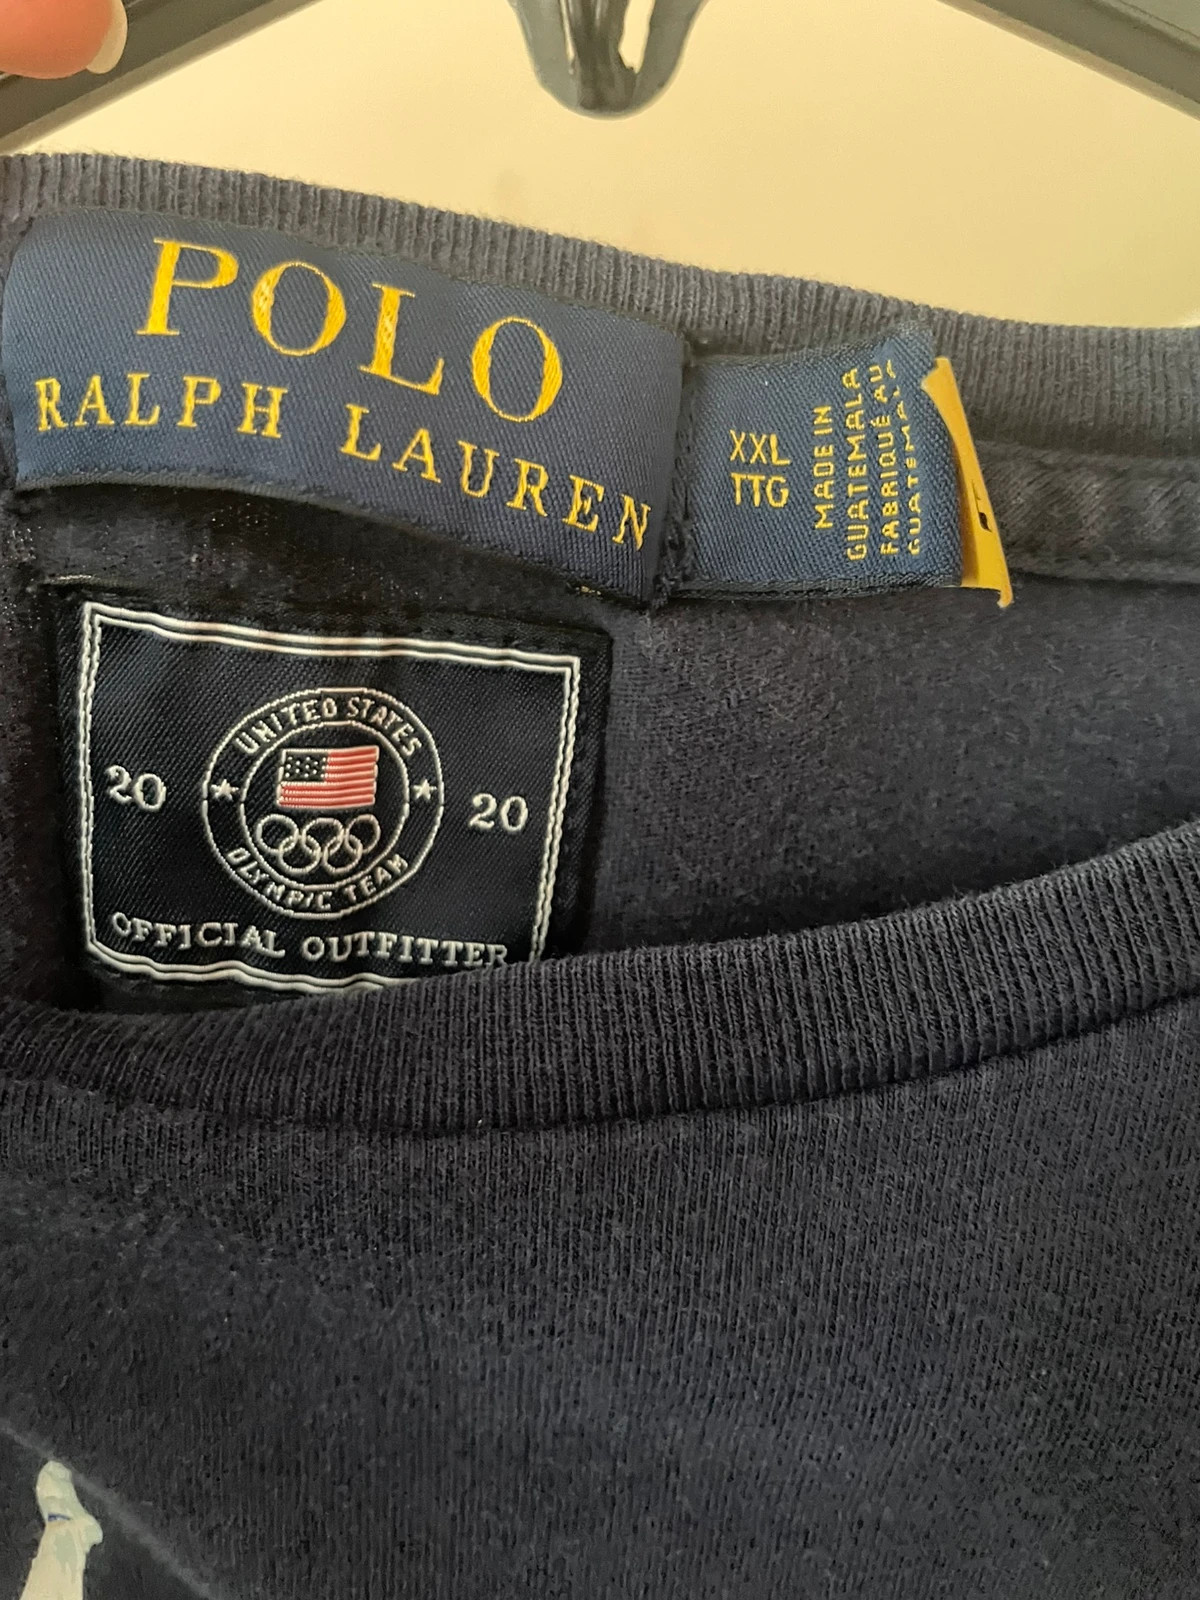 POLO
RALPH LAUREN
XXL
TTG
MADE IN
GUATEMALA
FABRIQUÉ AU
GUATEMALA
UNITED STATES
20 20
OLYMPIC TEAM
OFFICIAL OUTFITTER